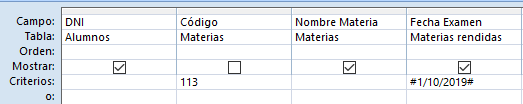 Campo: DNI Código Nombre Materia Fecha Examen
Tabla: Alumnos Materias Materias Materias rendidas
Orden:
Mostrar:
Criterios: 113 #1/10/2019#
o: